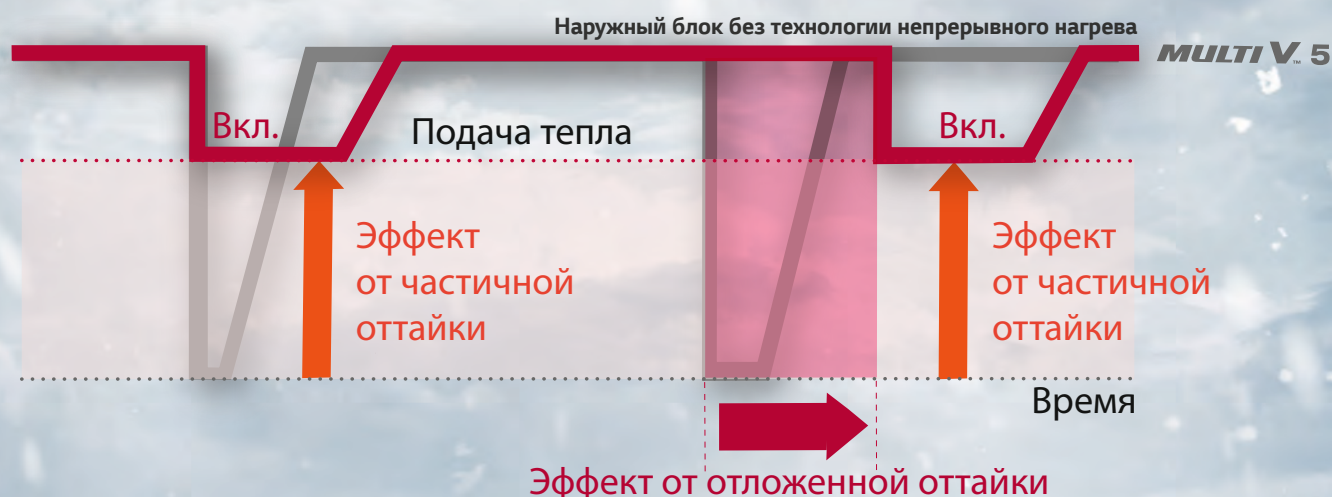 Наружный блок без технологии непрерывного нагрева
MULTI V™ 5
Вкл.
Подача тепла
Вкл.
Эффект
от частичной
оттайки
Эффект
от частичной
оттайки
Время
Эффект от отложенной оттайки